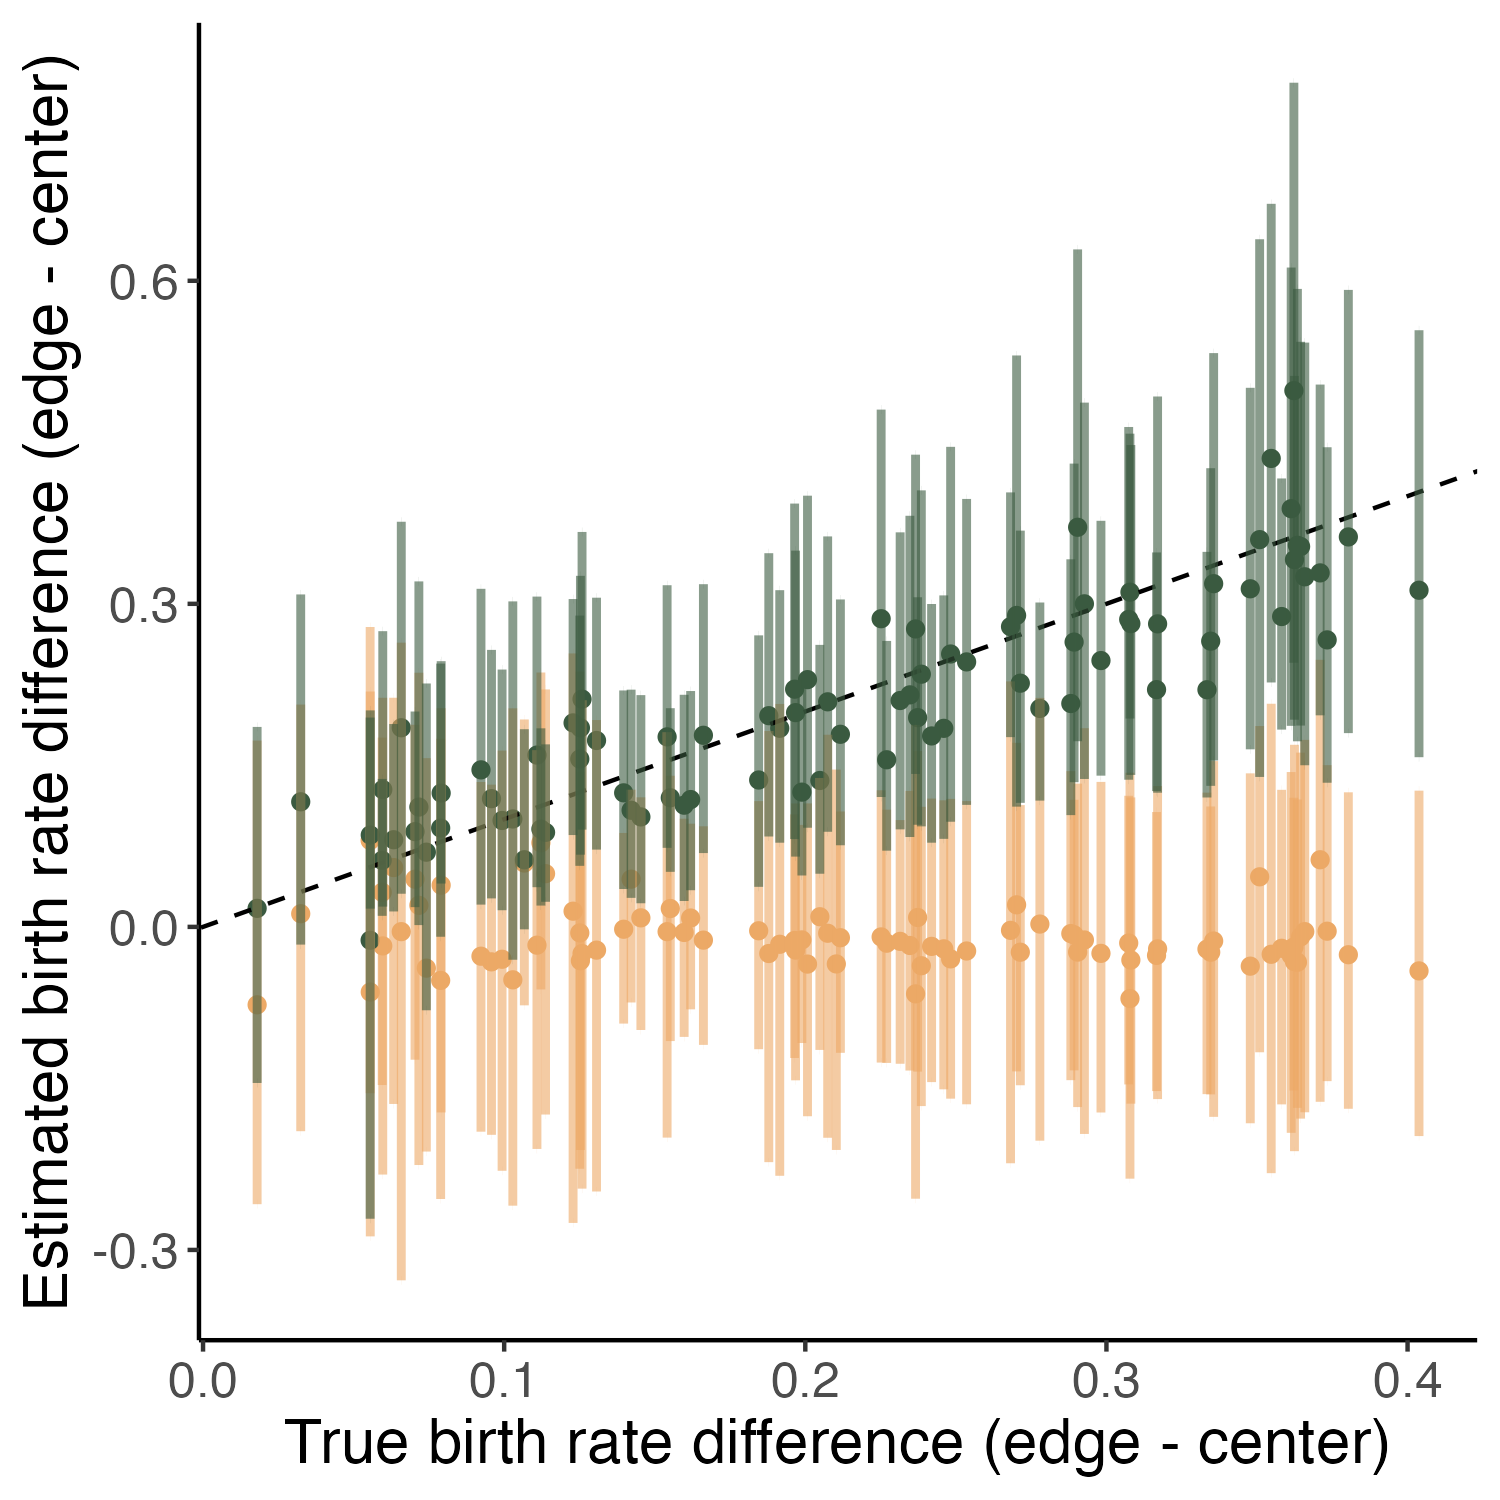 Estimated birth rate difference (edge - center)
0.6
0.3
0.0
-0.3
0.0 0.1 0.2 0.3 0.4
True birth rate difference (edge - center)